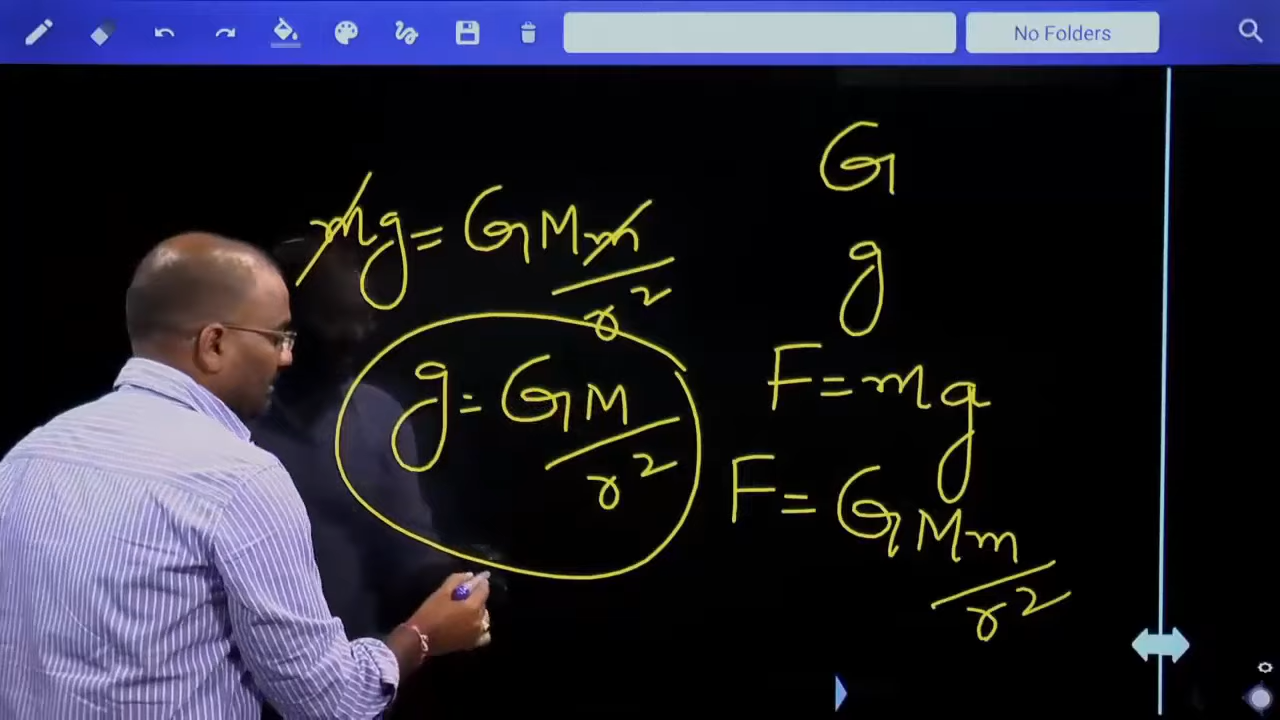 No Folders
G
g
mg = GMm/r²
g = GM/r²
F = mg
F = GMm/r²